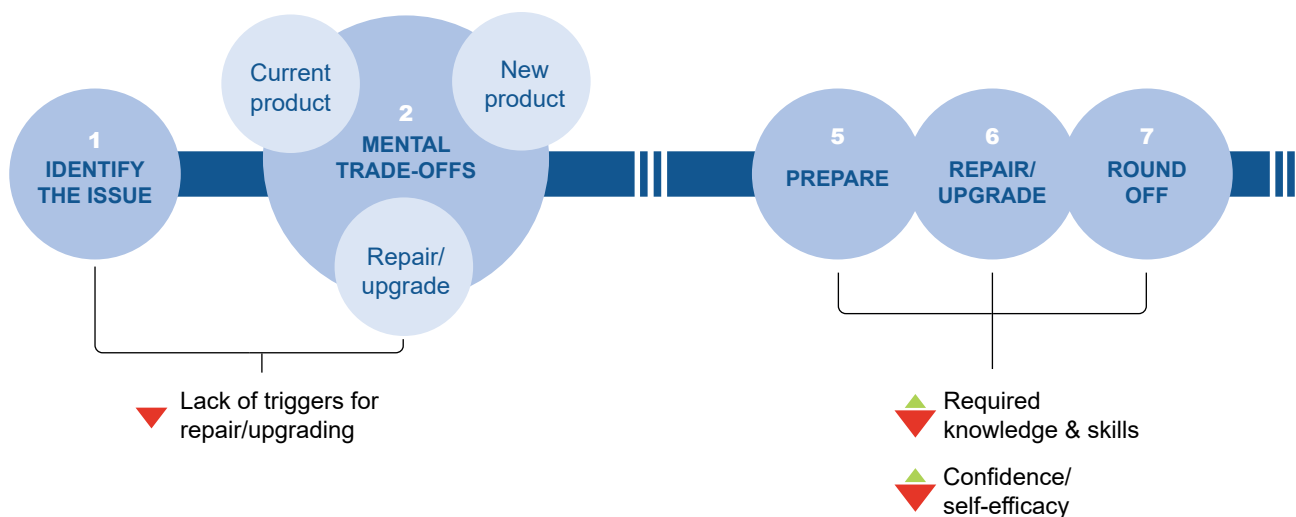 1
IDENTIFY
THE ISSUE
Current
product
2
MENTAL
TRADE-OFFS
New
product
Repair/
upgrade
5
PREPARE
6
REPAIR/
UPGRADE
7
ROUND
OFF
Lack of triggers for
repair/upgrading
Required
knowledge & skills
Confidence/
self-efficacy